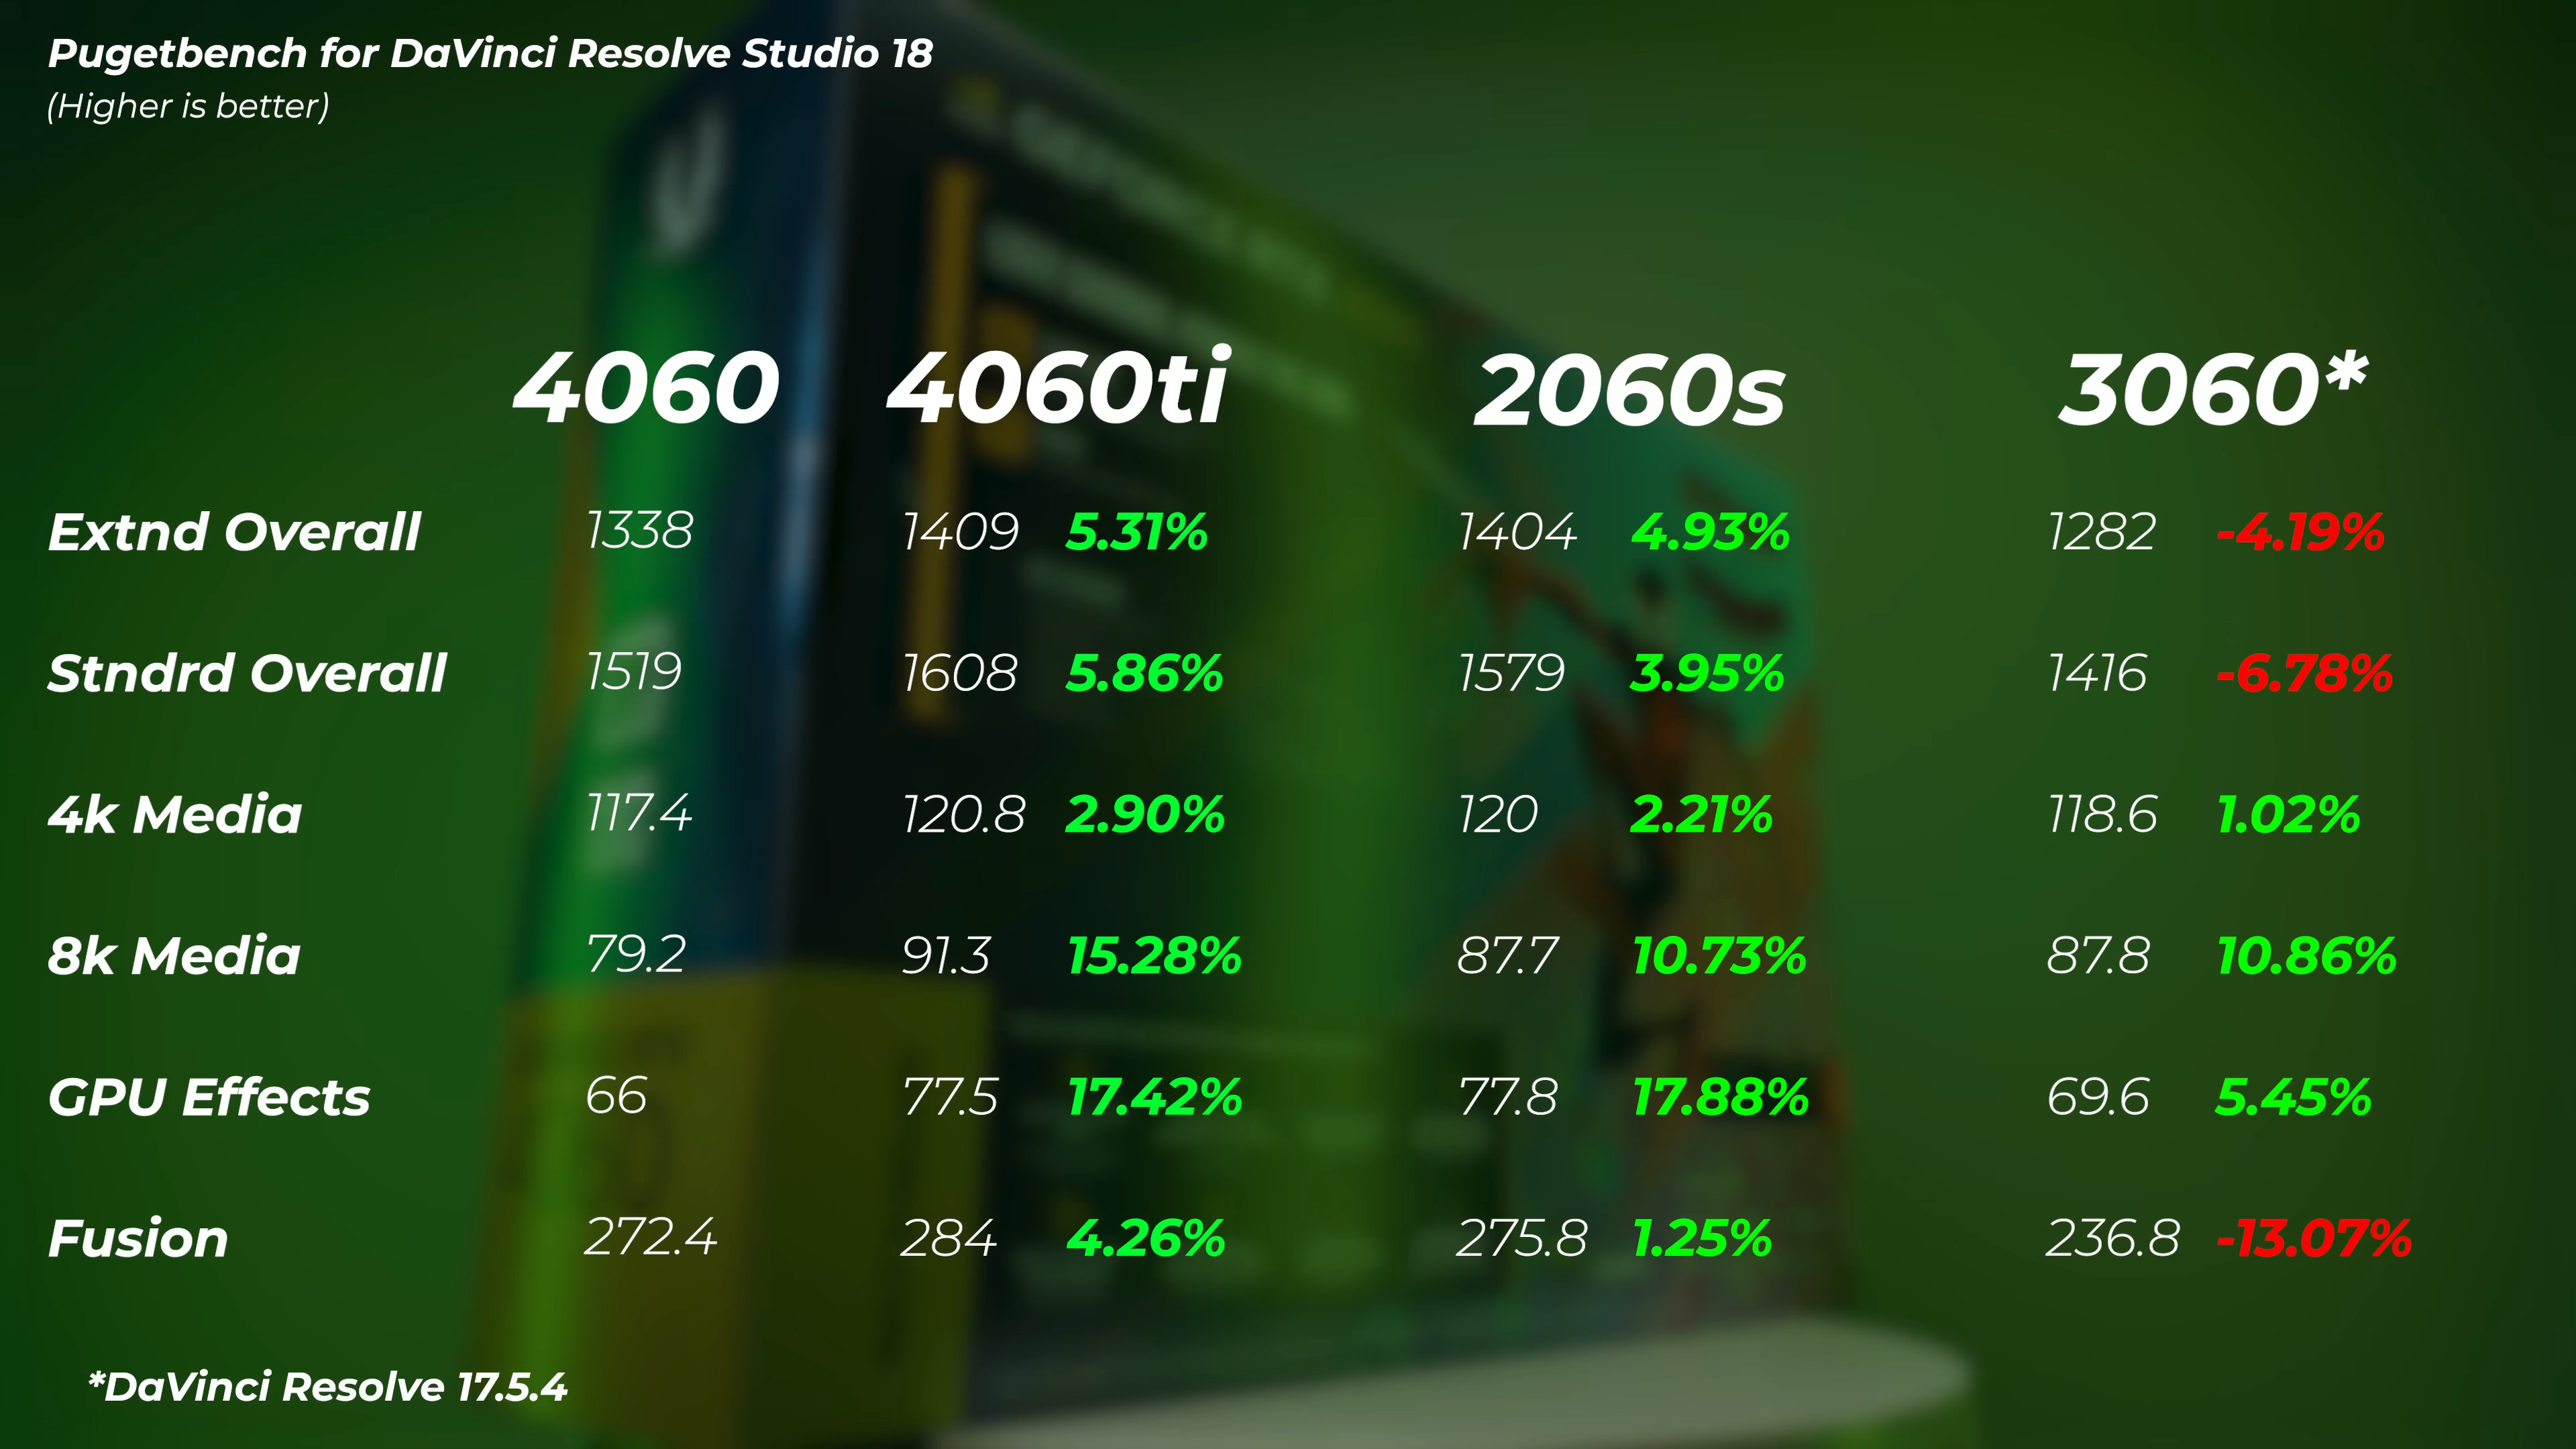 Pugetbench for DaVinci Resolve Studio 18
(Higher is better)
4060 4060ti 2060s 3060*
Extnd Overall 1338 1409 5.31% 1404 4.93% 1282 -4.19%
Stndrd Overall 1519 1608 5.86% 1579 3.95% 1416 -6.78%
4k Media 117.4 120.8 2.90% 120 2.21% 118.6 1.02%
8k Media 79.2 91.3 15.28% 87.7 10.73% 87.8 10.86%
GPU Effects 66 77.5 17.42% 77.8 17.88% 69.6 5.45%
Fusion 272.4 284 4.26% 275.8 1.25% 236.8 -13.07%
*DaVinci Resolve 17.5.4